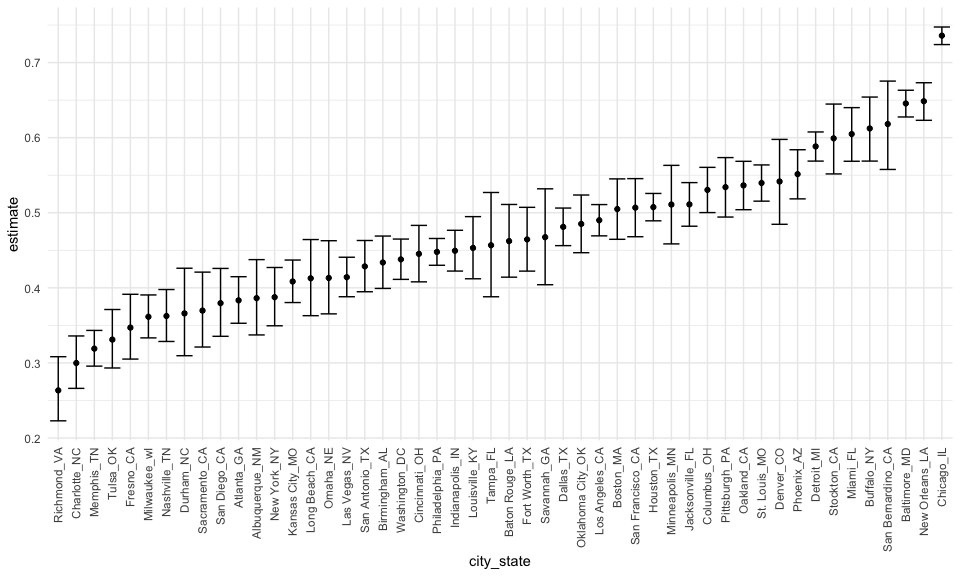 0.7
0.6
0.5
0.4
0.3
0.2
estimate
Richmond_VA
Charlotte_NC
Memphis_TN
Tulsa_OK
Fresno_CA
Milwaukee_wI
Nashville_TN
Durham_NC
Sacramento_CA
San Diego_CA
Atlanta_GA
Albuquerque_NM
New York_NY
Kansas City_MO
Long Beach_CA
Omaha_NE
Las Vegas_NV
San Antonio_TX
Birmingham_AL
Washington_DC
Cincinnati_OH
Philadelphia_PA
Indianapolis_IN
Louisville_KY
Tampa_FL
Baton Rouge_LA
Fort Worth_TX
Savannah_GA
Dallas_TX
Oklahoma City_OK
Los Angeles_CA
Boston_MA
San Francisco_CA
Houston_TX
Minneapolis_MN
Jacksonville_FL
Columbus_OH
Pittsburgh_PA
Oakland_CA
St. Louis_MO
Denver_CO
Phoenix_AZ
Detroit_MI
Stockton_CA
Miami_FL
Buffalo_NY
San Bernardino_CA
Baltimore_MD
New Orleans_LA
Chicago_IL
city_state